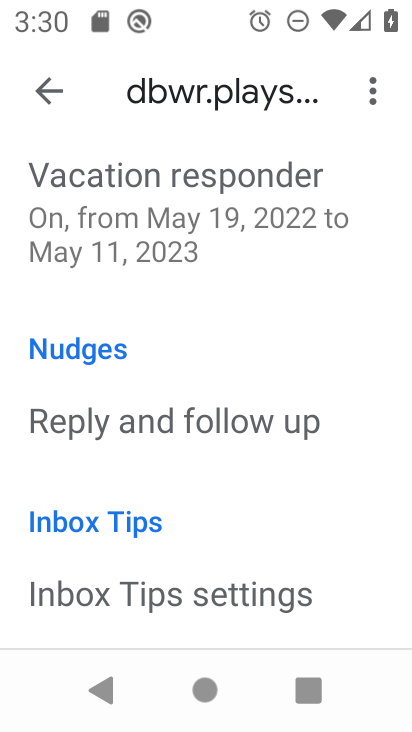 3:30
dbwr.plays...
Vacation responder
On, from May 19, 2022 to
May 11, 2023
Nudges
Reply and follow up
Inbox Tips
Inbox Tips settings